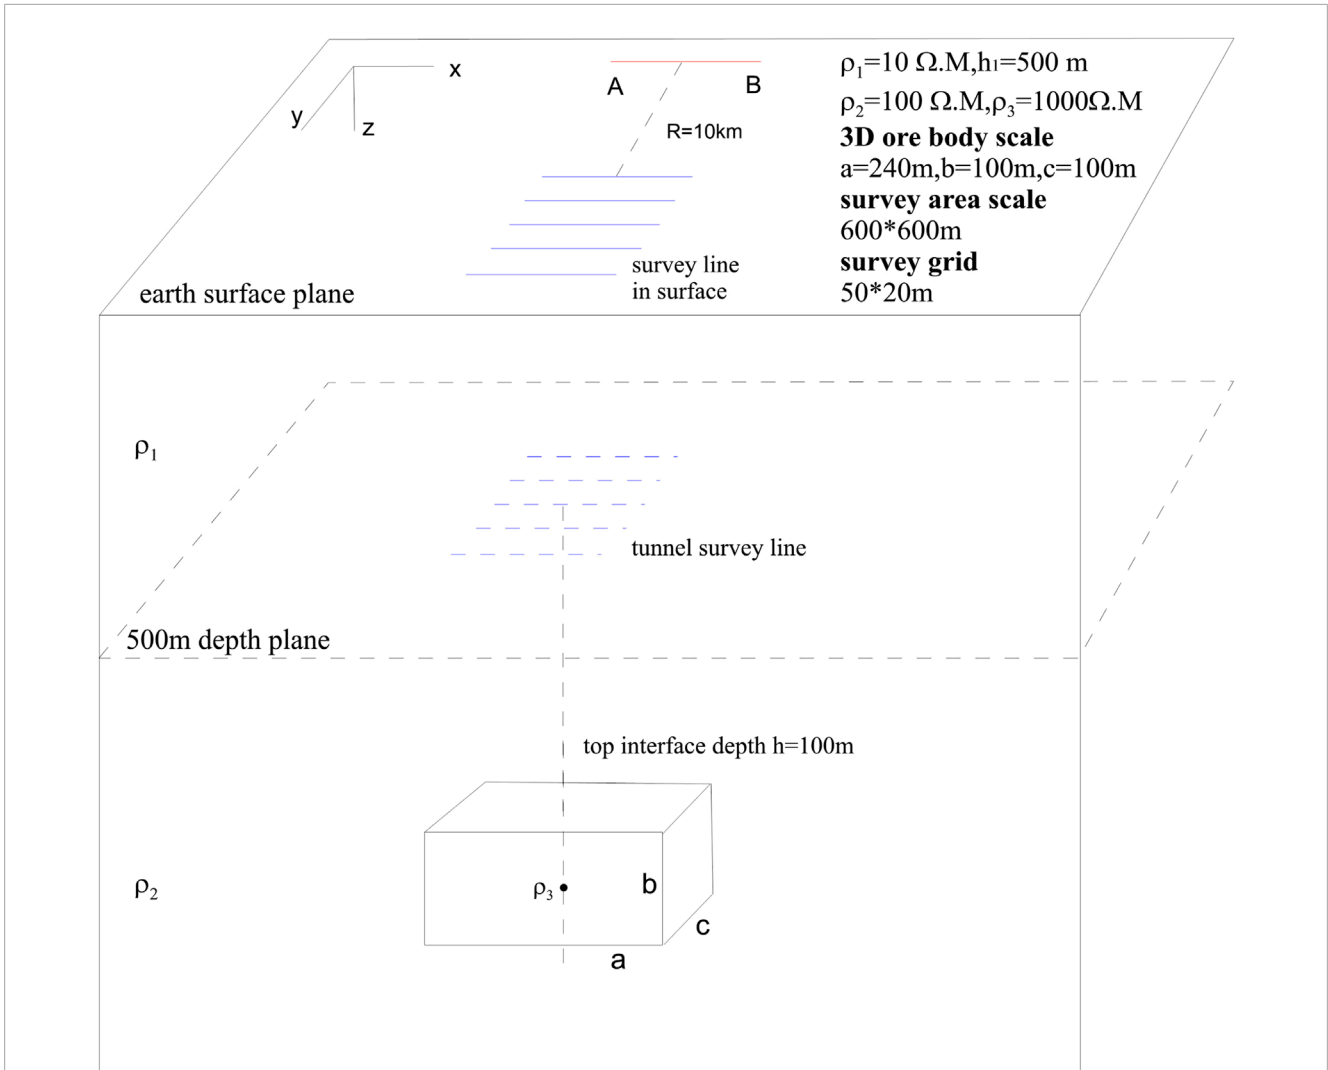 x
y
z
A
B
R=10km
ρ₁=10 Ω.M,h₁=500 m
ρ₂=100 Ω.M,ρ₃=1000Ω.M
3D ore body scale
a=240m,b=100m,c=100m
survey area scale
600*600m
survey grid
50*20m
survey line
in surface
earth surface plane
ρ₁
tunnel survey line
500m depth plane
top interface depth h=100m
ρ₂
ρ₃
b
c
a